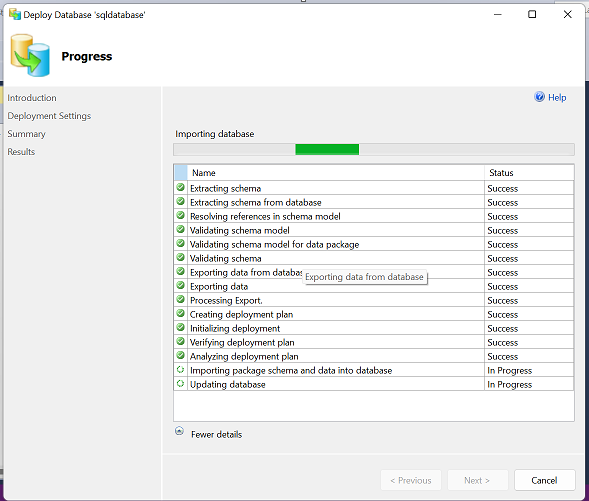 Deploy Database 'sqldatabase'
Progress
Introduction
Deployment Settings
Summary
Results
Help
Importing database
Name Status
Extracting schema Success
Extracting schema from database Success
Resolving references in schema model Success
Validating schema model Success
Validating schema model for data package Success
Validating schema Success
Exporting data from databas Success
Exporting data from database
Exporting data Success
Processing Export. Success
Creating deployment plan Success
Initializing deployment Success
Verifying deployment plan Success
Analyzing deployment plan Success
Importing package schema and data into database In Progress
Updating database In Progress
Fewer details
< Previous Next > Cancel